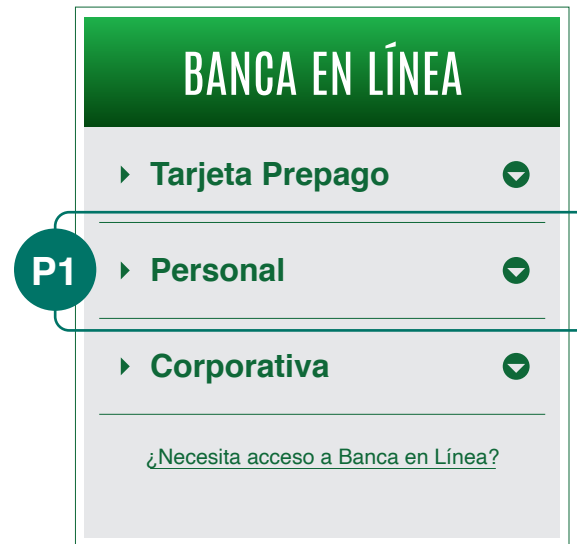 BANCA EN LÍNEA
Tarjeta Prepago
P1
Personal
Corporativa
¿Necesita acceso a Banca en Línea?